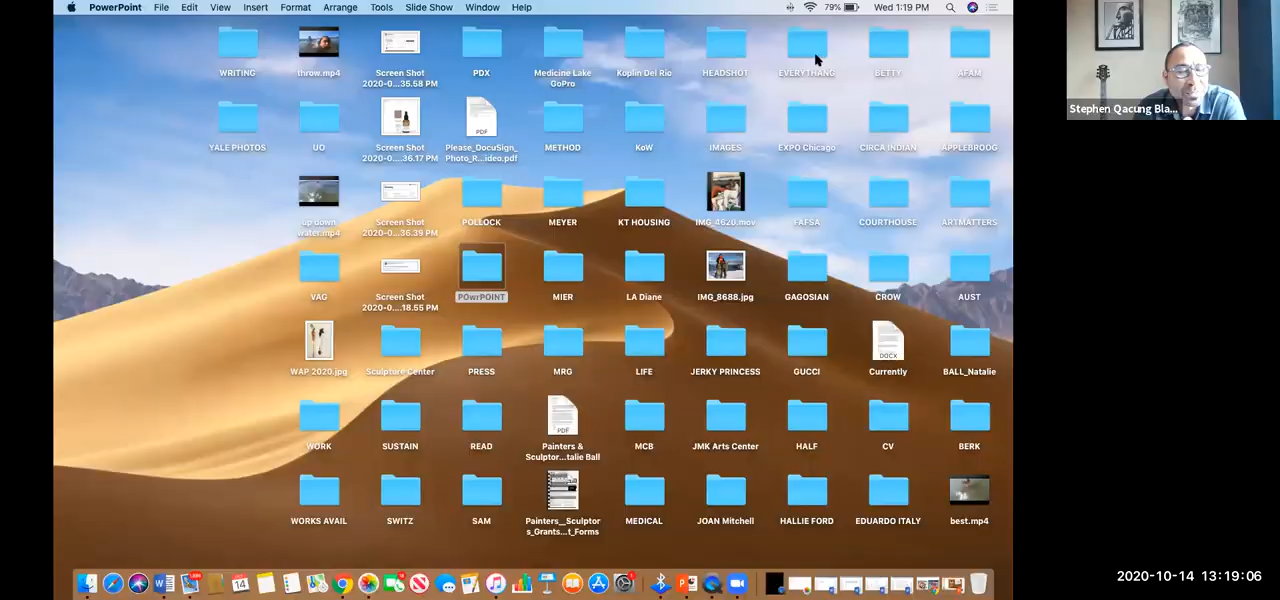 PowerPoint File Edit View Insert Format Arrange Tools Slide Show Window Help 79% Wed 1:19 PM
WRITING throw.mp4 Screen Shot PDX Medicine Lake Koplin Del Rio HEADSHOT EVERYTHANG BETTY AFAM
2020-0....35.58 PM GoPro
YALE PHOTOS UO Screen Shot Please_DocuSign_ METHOD KoW IMAGES EXPO Chicago CIRCA INDIAN APPLEBROOG
2020-0....36.17 PM Photo_R...ideo.pdf
PDF
up down Screen Shot POLLOCK MEYER KT HOUSING IMG_4620.mov FAFSA COURTHOUSE ARTMATTERS
water.mp4 2020-0....36.39 PM
VAG Screen Shot POwrPOINT MIER LA Diane IMG_8688.jpg GAGOSIAN CROW AUST
2020-0....18.55 PM
DOCX
WAP 2020.jpg Sculpture Center PRESS MRG LIFE JERKY PRINCESS GUCCI Currently BALL_Natalie
PDF
WORK SUSTAIN READ Painters & MCB JMK Arts Center HALF CV BERK
Sculptor...talie Ball
WORKS AVAIL SWITZ SAM Painters__Sculptor MEDICAL JOAN Mitchell HALLIE FORD EDUARDO ITALY best.mp4
s_Grants...t_Forms
14
Stephen Qacung Bla...
2020-10-14 13:19:06